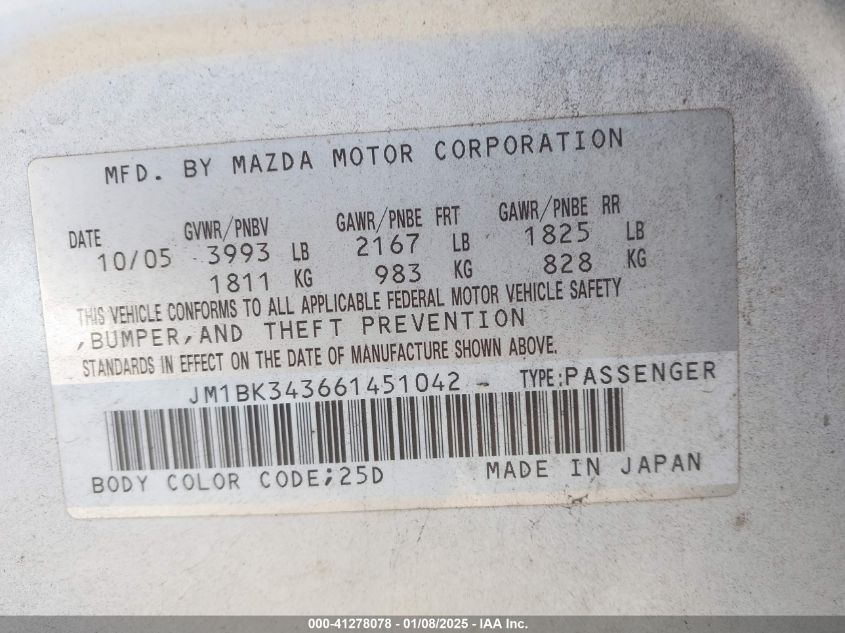 MFD. BY MAZDA MOTOR CORPORATION
DATE GVWR/PNBV GAWR/PNBE FRT GAWR/PNBE RR
10/05 3993 LB 2167 LB 1825 LB
1811 KG 983 KG 828 KG
THIS VEHICLE CONFORMS TO ALL APPLICABLE FEDERAL MOTOR VEHICLE SAFETY
,BUMPER,AND THEFT PREVENTION
STANDARDS IN EFFECT ON THE DATE OF MANUFACTURE SHOWN ABOVE.
JM1BK343661451042 - TYPE:PASSENGER
BODY COLOR CODE;25D MADE IN JAPAN
000-41278078 - 01/08/2025 - IAA Inc.